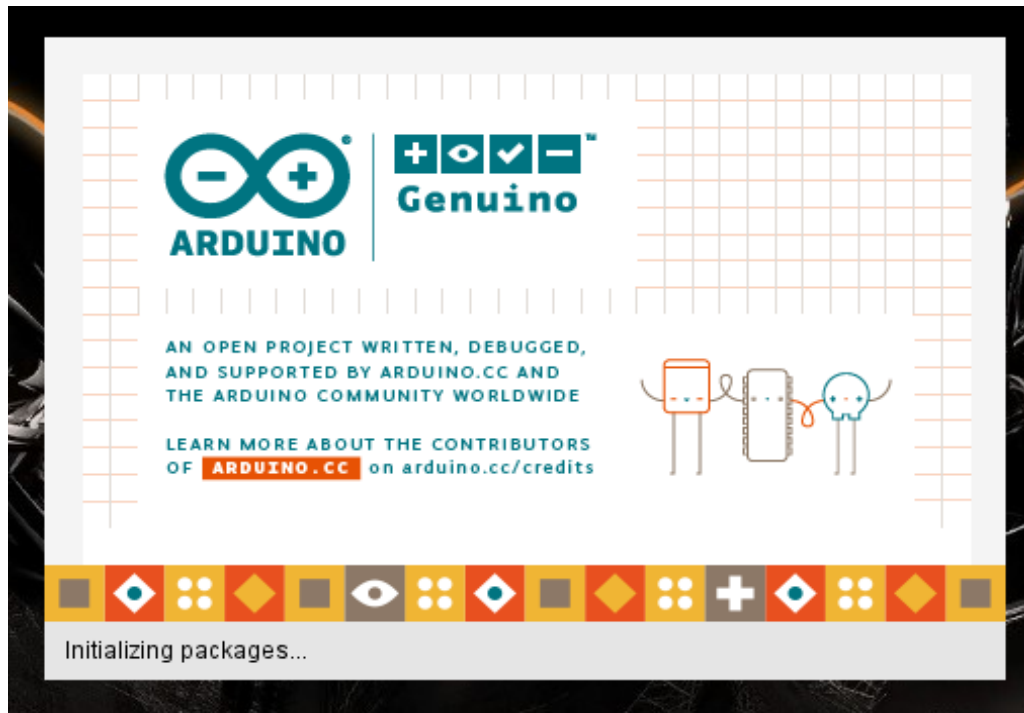 ARDUINO
Genuino
AN OPEN PROJECT WRITTEN, DEBUGGED,
AND SUPPORTED BY ARDUINO.CC AND
THE ARDUINO COMMUNITY WORLDWIDE
LEARN MORE ABOUT THE CONTRIBUTORS
OF ARDUINO.CC on arduino.cc/credits
Initializing packages...